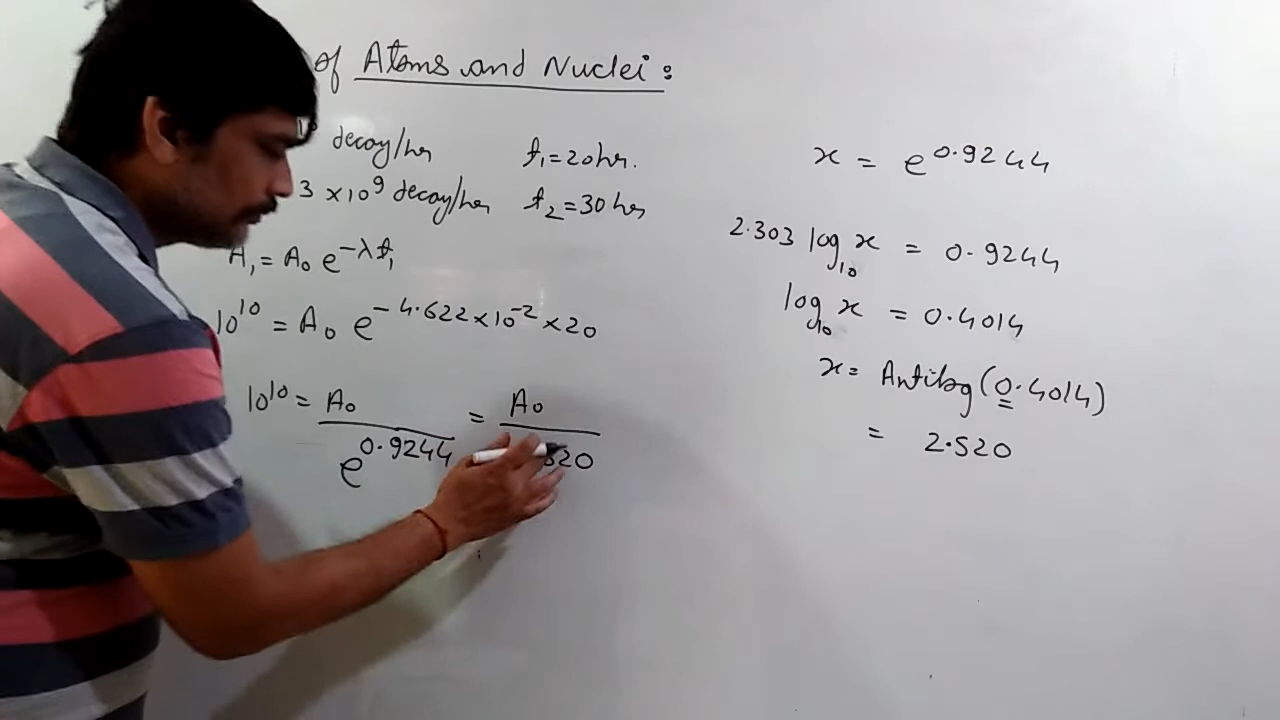 of Atoms and Nuclei:
decay/hr t₁ = 20 hr.
3 × 10⁹ decay/hr t₂ = 30 hrs
A₁ = A₀ e^(-λt₁)
10¹⁰ = A₀ e^(-4.622×10⁻² × 20)
10¹⁰ = A₀ / e^(0.9244) = A₀ / 520
x = e^(0.9244)
2.303 log₁₀ x = 0.9244
log₁₀ x = 0.4014
x = Antilog (0.4014)
= 2.520